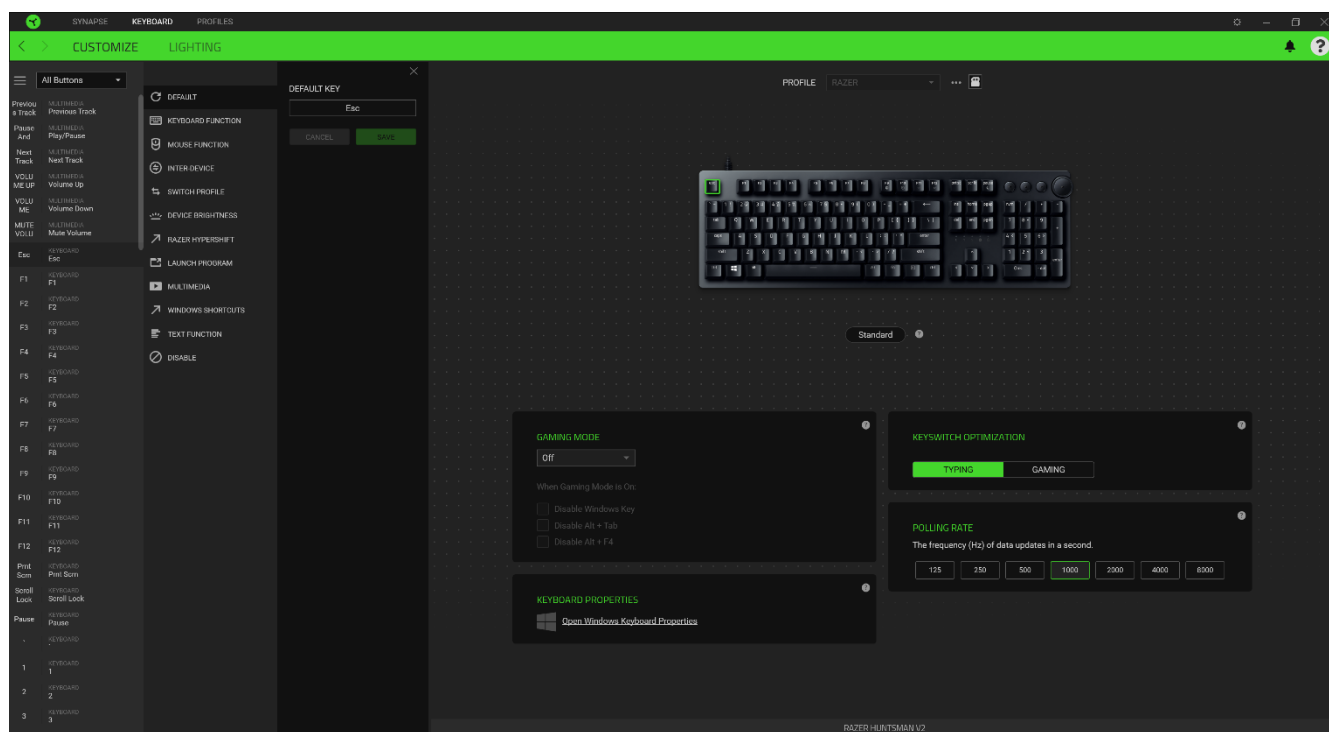 SYNAPSE KEYBOARD PROFILES
CUSTOMIZE LIGHTING
All Buttons
Previou
s Track
MULTIMEDIA
Previous Track
Pause
And
MULTIMEDIA
Play/Pause
Next
Track
MULTIMEDIA
Next Track
VOLU
ME UP
MULTIMEDIA
Volume Up
VOLU
ME
MULTIMEDIA
Volume Down
MUTE
VOLU
MULTIMEDIA
Mute Volume
Esc
KEYBOARD
Esc
F1
KEYBOARD
F1
F2
KEYBOARD
F2
F3
KEYBOARD
F3
F4
KEYBOARD
F4
F5
KEYBOARD
F5
F6
KEYBOARD
F6
F7
KEYBOARD
F7
F8
KEYBOARD
F8
F9
KEYBOARD
F9
F10
KEYBOARD
F10
F11
KEYBOARD
F11
F12
KEYBOARD
F12
Prnt
Scrn
KEYBOARD
Prnt Scrn
Scroll
Lock
KEYBOARD
Scroll Lock
Pause
KEYBOARD
Pause
KEYBOARD
1
KEYBOARD
1
2
KEYBOARD
2
3
KEYBOARD
3
DEFAULT
KEYBOARD FUNCTION
MOUSE FUNCTION
INTER-DEVICE
SWITCH PROFILE
DEVICE BRIGHTNESS
RAZER HYPERSHIFT
LAUNCH PROGRAM
MULTIMEDIA
WINDOWS SHORTCUTS
TEXT FUNCTION
DISABLE
DEFAULT KEY
Esc
CANCEL SAVE
PROFILE RAZER
Standard
GAMING MODE
Off
When Gaming Mode is On:
Disable Windows Key
Disable Alt + Tab
Disable Alt + F4
KEYBOARD PROPERTIES
Open Windows Keyboard Properties
KEYSWITCH OPTIMIZATION
TYPING GAMING
POLLING RATE
The frequency (Hz) of data updates in a second.
125 250 500 1000 2000 4000 8000
RAZER HUNTSMAN V2